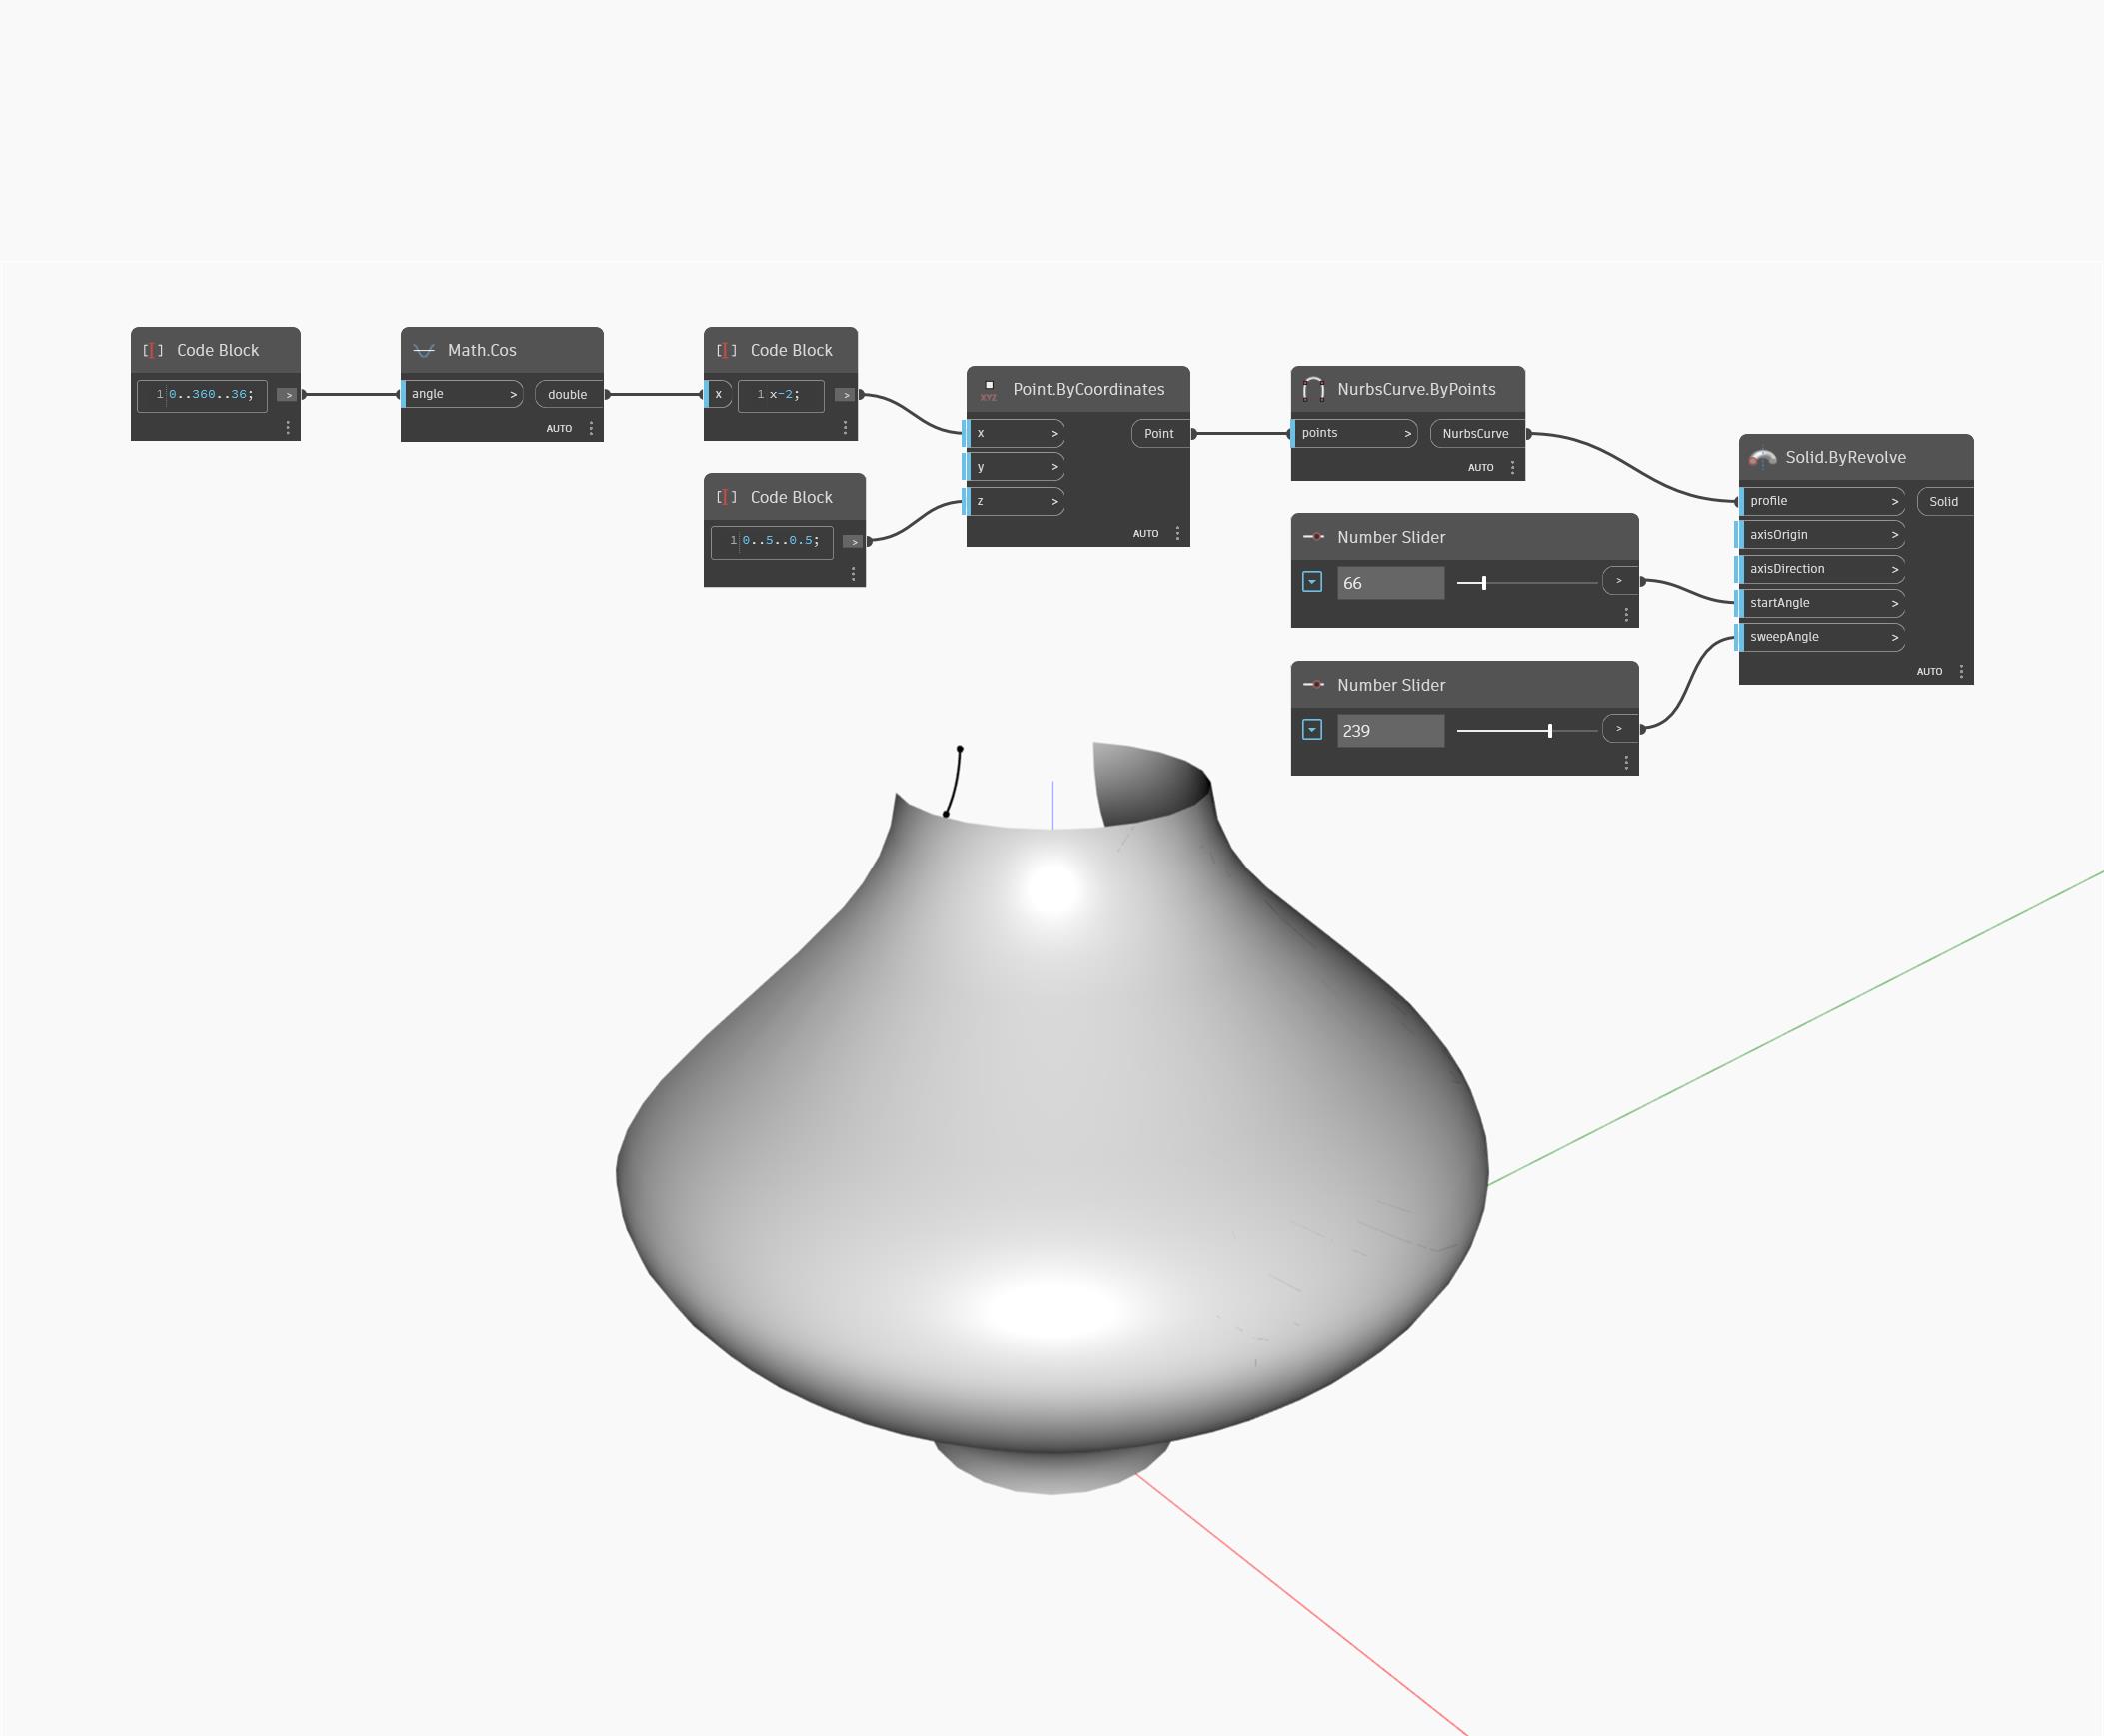 Code Block
1 0..360..36; >
Math.Cos
angle > double
AUTO
Code Block
x 1 x-2; >
Code Block
1 0..5..0.5; >
XYZ Point.ByCoordinates
x > Point
y >
z >
AUTO
NurbsCurve.ByPoints
points > NurbsCurve
AUTO
Number Slider
66 >
Number Slider
239 >
Solid.ByRevolve
profile > Solid
axisOrigin >
axisDirection >
startAngle >
sweepAngle >
AUTO